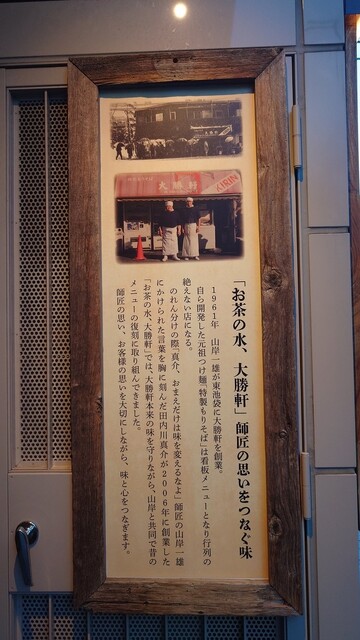 大勝軒
KIRIN
「お茶の水、大勝軒」師匠の思いをつなぐ味
1961年　山岸一雄が東池袋に大勝軒を創業。
自ら開発した元祖つけ麺「特製もりそば」は看板メニューとなり行列の
絶えない店になる。
のれん分けの際「真介、おまえだけは味を変えるなよ」師匠の山岸一雄
にかけられた言葉を胸に刻んだ田内川真介が2006年に創業した
「お茶の水、大勝軒」では、大勝軒本来の味を守りながら、山岸と共同で昔の
メニューの復刻に取り組んできました。
師匠の思い、お客様の思いを大切にしながら、味と心をつなぎます。